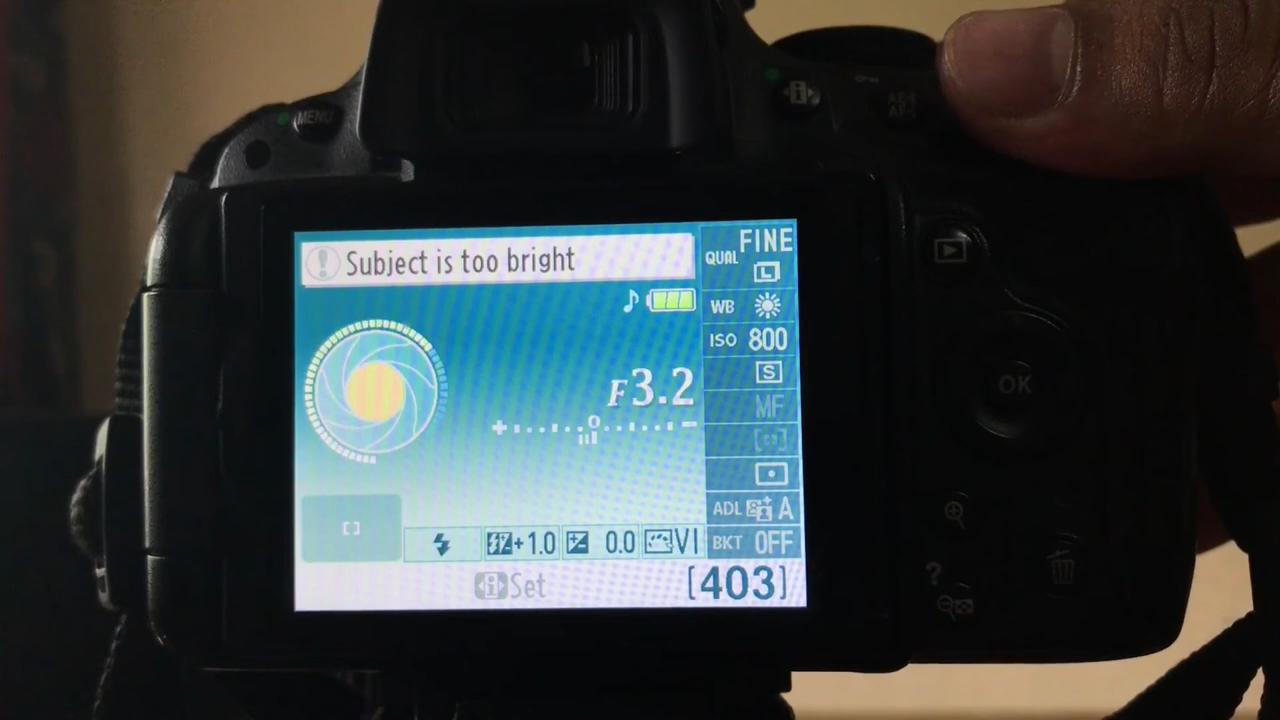 MENU
Subject is too bright
QUAL FINE
L
WB
ISO 800
S
F3.2
MF
+ 0 -
OK
ADL A
+1.0 0.0 VI
BKT OFF
i Set
[403]
?